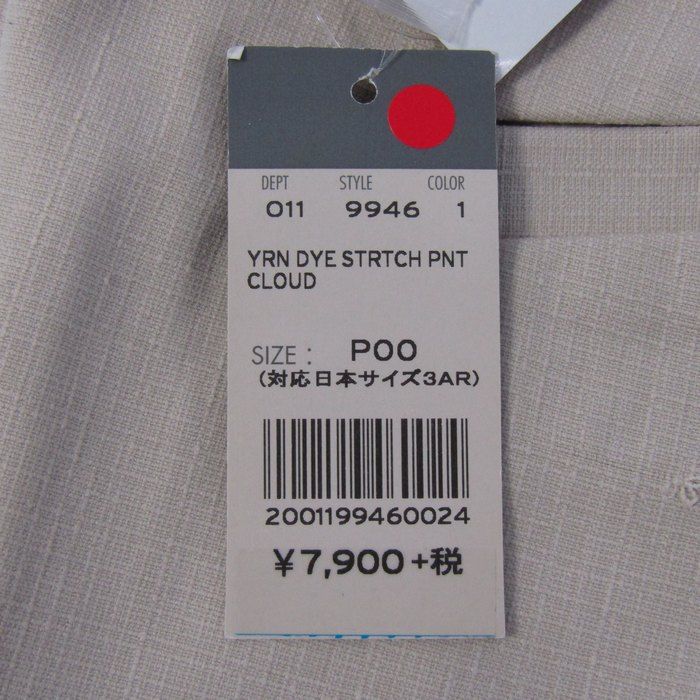 DEPT STYLE COLOR
011 9946 1
YRN DYE STRTCH PNT
CLOUD
SIZE : P00
(対応日本サイズ3AR)
2001199460024
¥7,900+税